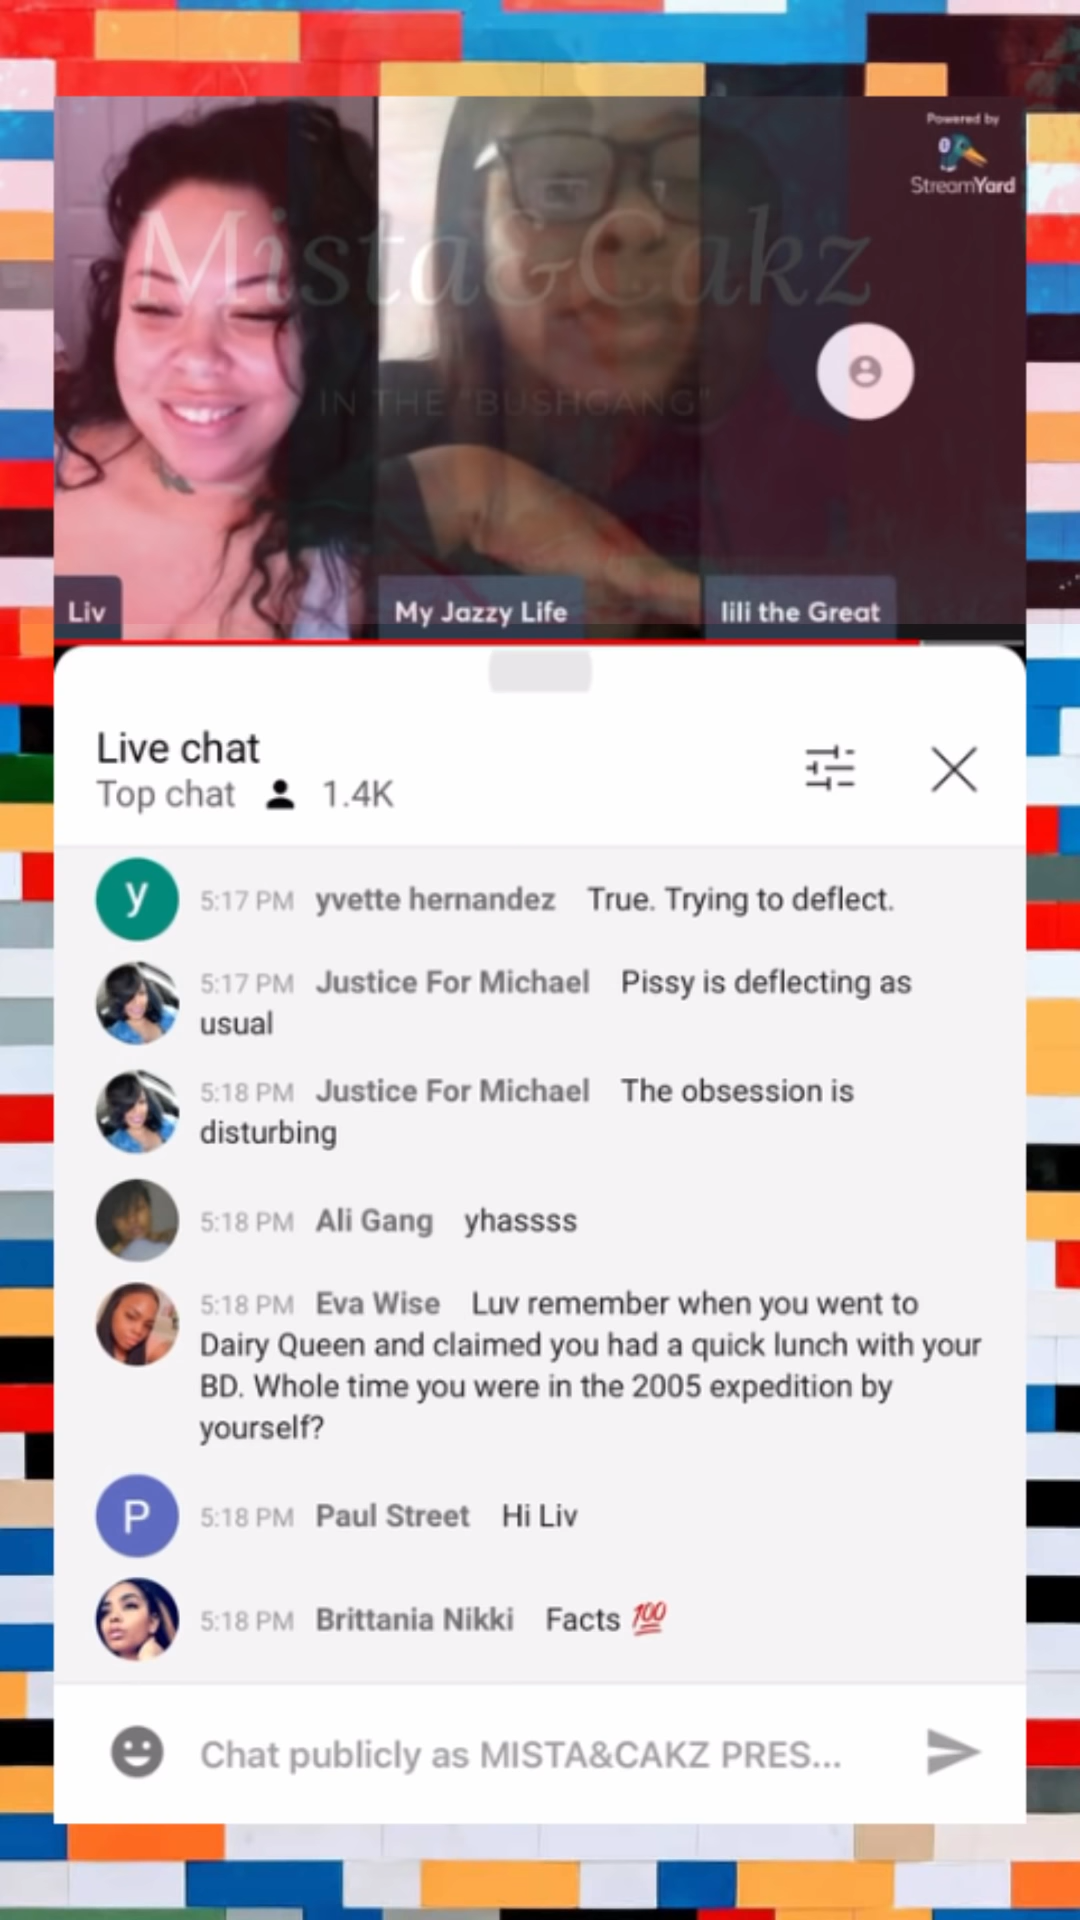 Powered by
StreamYard
Mista&Cakz
IN THE "BUSHGANG"
Liv
My Jazzy Life
lili the Great
Live chat
Top chat 1.4K
y 5:17 PM yvette hernandez True. Trying to deflect.
5:17 PM Justice For Michael Pissy is deflecting as
usual
5:18 PM Justice For Michael The obsession is
disturbing
5:18 PM Ali Gang yhassss
5:18 PM Eva Wise Luv remember when you went to
Dairy Queen and claimed you had a quick lunch with your
BD. Whole time you were in the 2005 expedition by
yourself?
P 5:18 PM Paul Street Hi Liv
5:18 PM Brittania Nikki Facts 💯
Chat publicly as MISTA&CAKZ PRES...